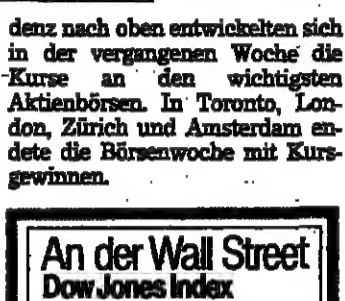 denz nach oben entwickelten sich
in der vergangenen Woche die
Kurse an den wichtigsten
Aktienbörsen. In Toronto, Lon-
don, Zürich und Amsterdam en-
dete die Börsenwoche mit Kurs-
gewinnen.
An der Wall Street
Dow Jones Index